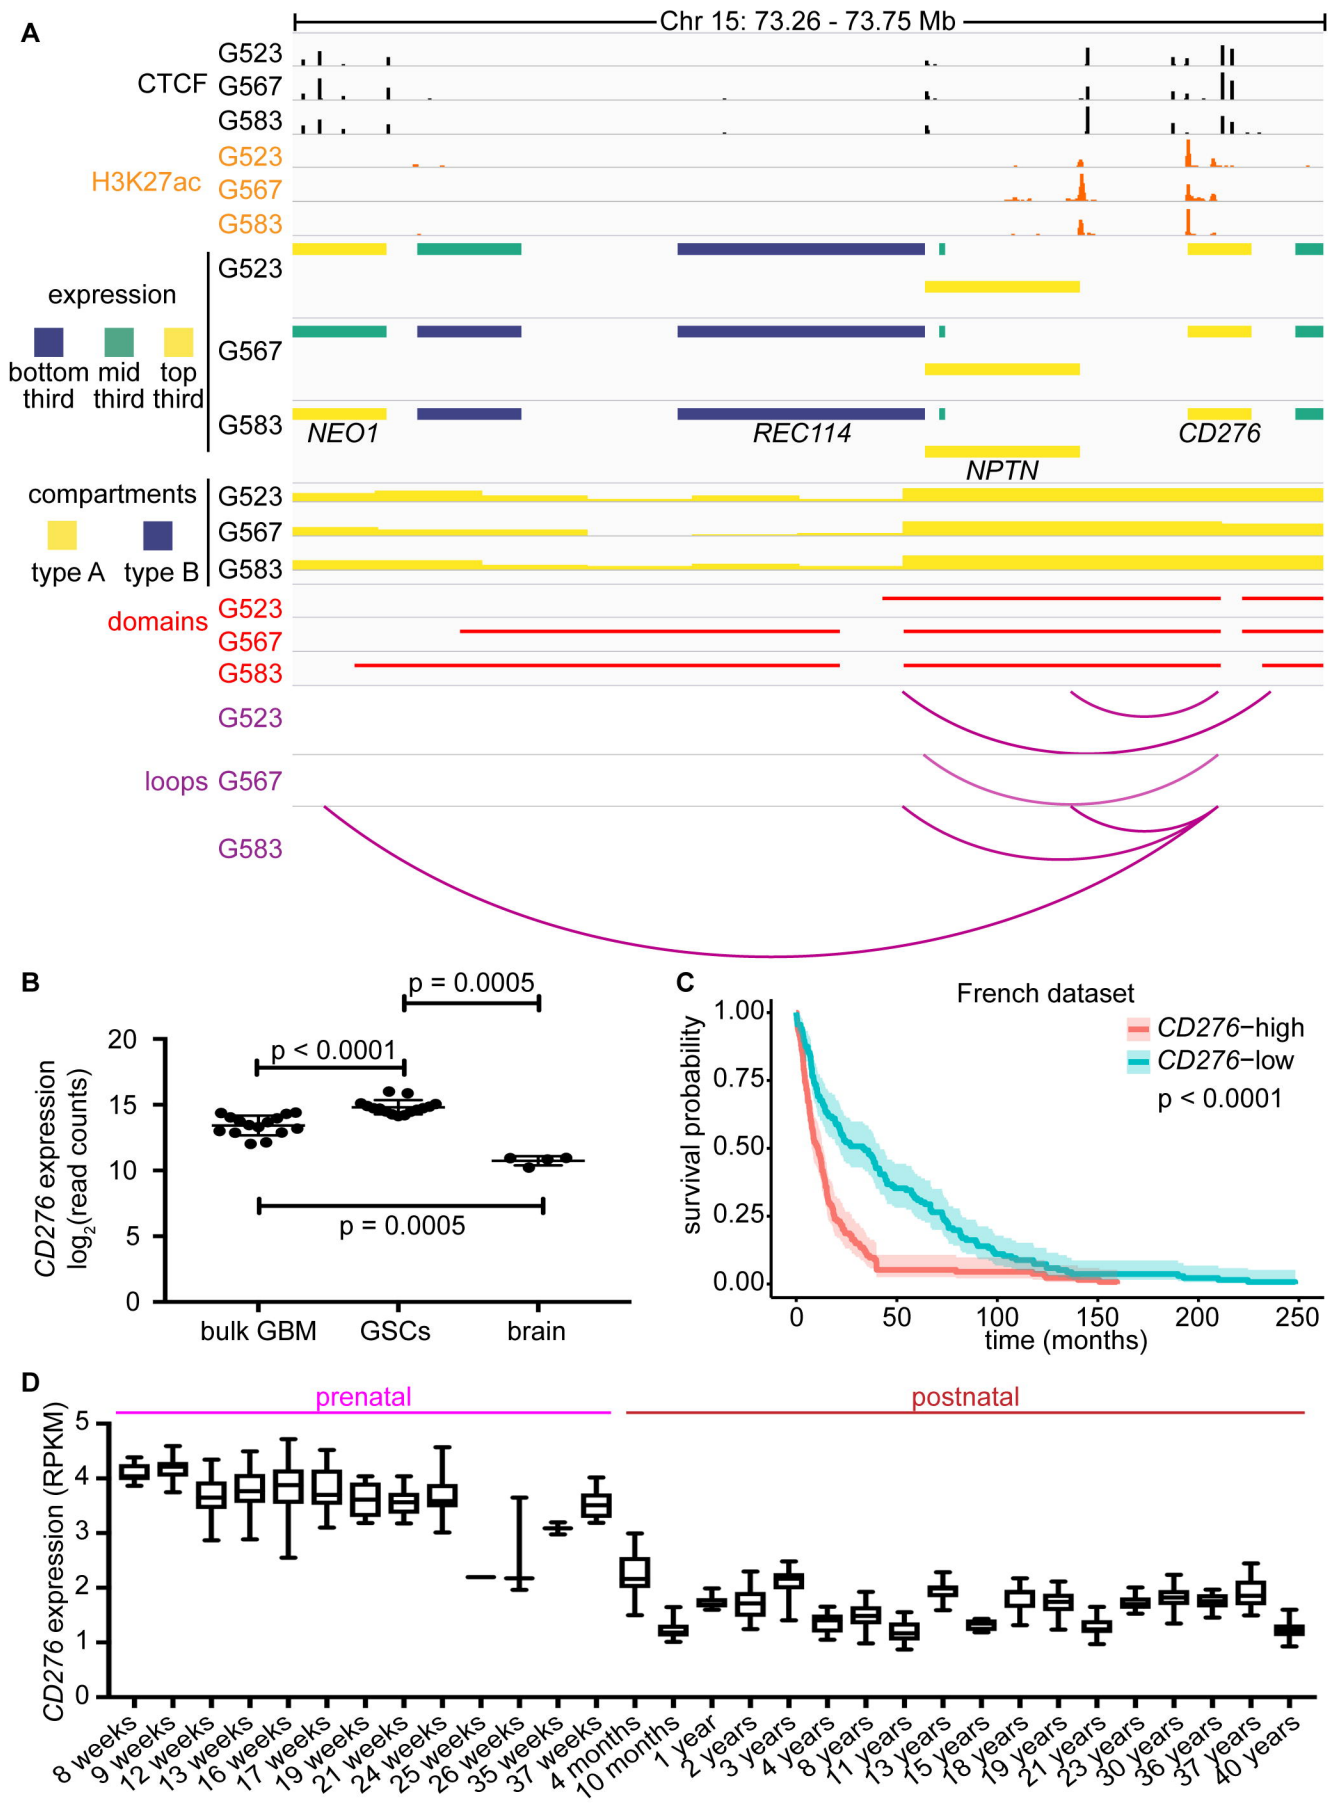 A
Chr 15: 73.26 - 73.75 Mb
CTCF
G523
G567
G583
H3K27ac
G523
G567
G583
expression
bottom third
mid third
top third
G523
G567
G583
NEO1
REC114
CD276
NPTN
compartments
type A
type B
G523
G567
G583
domains
G523
G567
G583
loops
G523
G567
G583
B
p = 0.0005
p < 0.0001
p = 0.0005
CD276 expression
log2(read counts)
20
15
10
5
0
bulk GBM
GSCs
brain
C
French dataset
CD276−high
CD276−low
p < 0.0001
survival probability
1.00
0.75
0.50
0.25
0.00
0
50
100
150
200
250
time (months)
D
prenatal
postnatal
CD276 expression (RPKM)
5
4
3
2
1
0
8 weeks
9 weeks
12 weeks
13 weeks
16 weeks
17 weeks
19 weeks
21 weeks
24 weeks
25 weeks
26 weeks
35 weeks
37 weeks
4 months
10 months
1 year
2 years
3 years
4 years
8 years
11 years
13 years
15 years
18 years
19 years
21 years
23 years
30 years
36 years
37 years
40 years